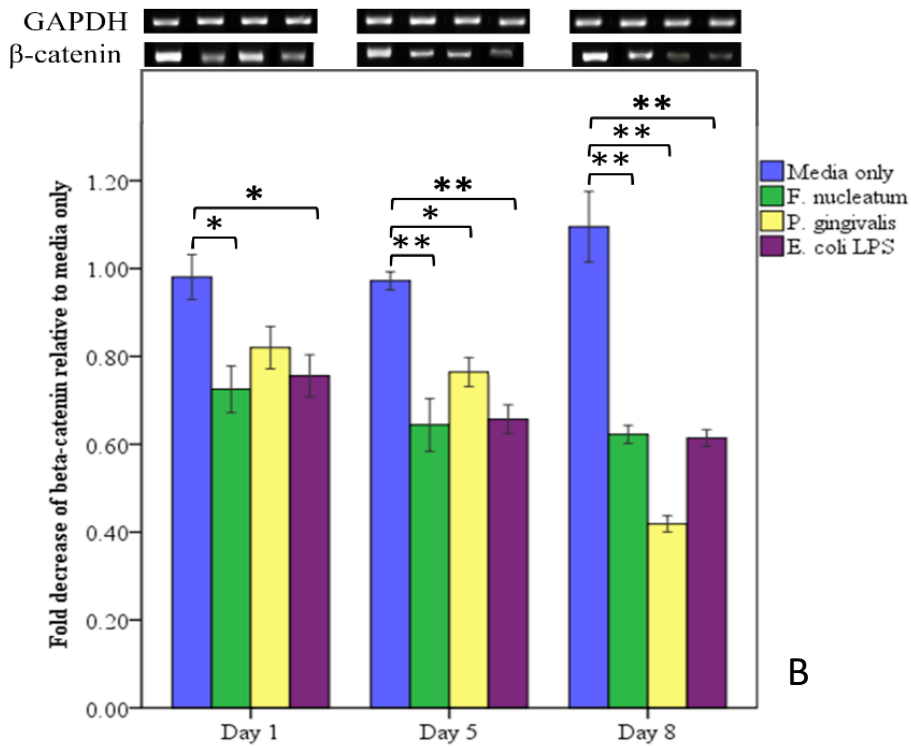 GAPDH
β-catenin
Fold decrease of beta-catenin relative to media only
1.20
1.00
0.80
0.60
0.40
0.20
0.00
*
*
**
*
**
**
**
**
Day 1
Day 5
Day 8
Media only
F. nucleatum
P. gingivalis
E. coli LPS
B